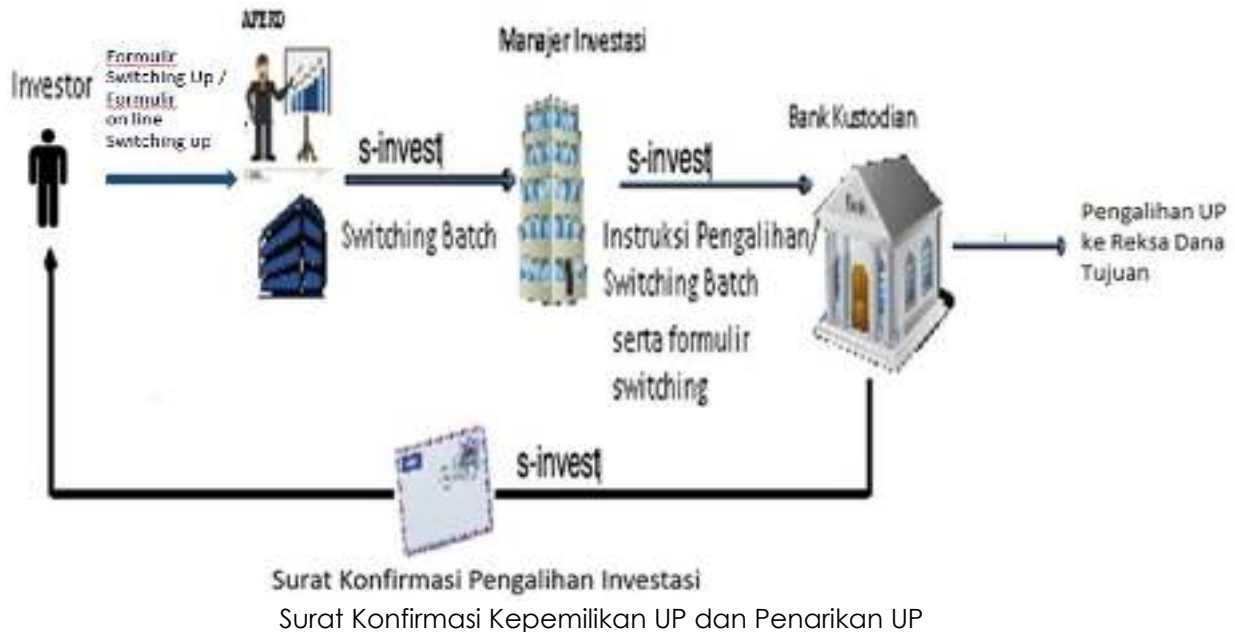 Investor
Formulir
Switching Up /
Formulir
on line
Switching up
APERD
s-invest
Switching Batch
Manajer Investasi
s-invest
Instruksi Pengalihan/
Switching Batch
serta formulir
switching
Bank Kustodian
Bank
Pengalihan UP
ke Reksa Dana
Tujuan
s-invest
Surat Konfirmasi Pengalihan Investasi
Surat Konfirmasi Kepemilikan UP dan Penarikan UP